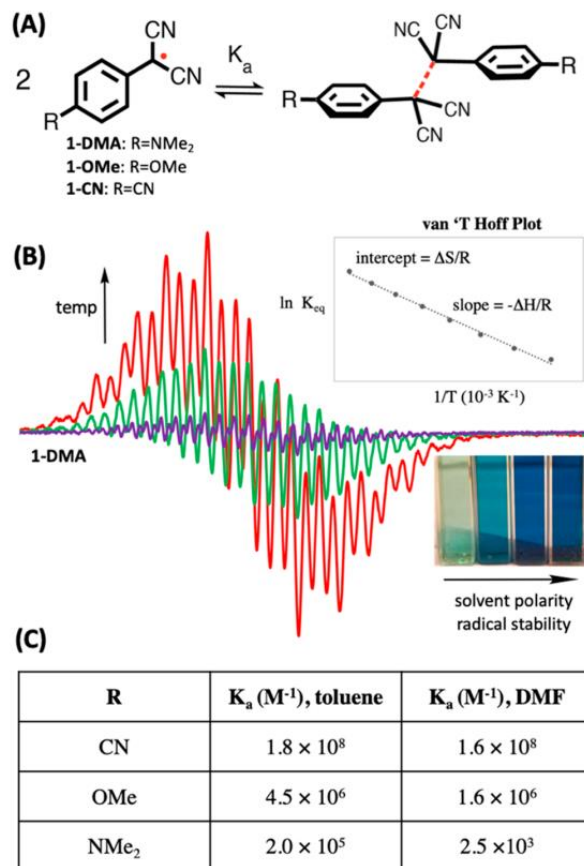 (A)
2
CN
CN
R
Kₐ
NC
CN
R
R
CN
CN
1-DMA: R=NMe₂
1-OMe: R=OMe
1-CN: R=CN
(B)
van ‘T Hoff Plot
temp
intercept = ΔS/R
ln Kₑq
slope = -ΔH/R
1/T (10⁻³ K⁻¹)
1-DMA
solvent polarity
radical stability
(C)
R Kₐ (M⁻¹), toluene Kₐ (M⁻¹), DMF
CN 1.8 × 10⁸ 1.6 × 10⁸
OMe 4.5 × 10⁶ 1.6 × 10⁶
NMe₂ 2.0 × 10⁵ 2.5 ×10³